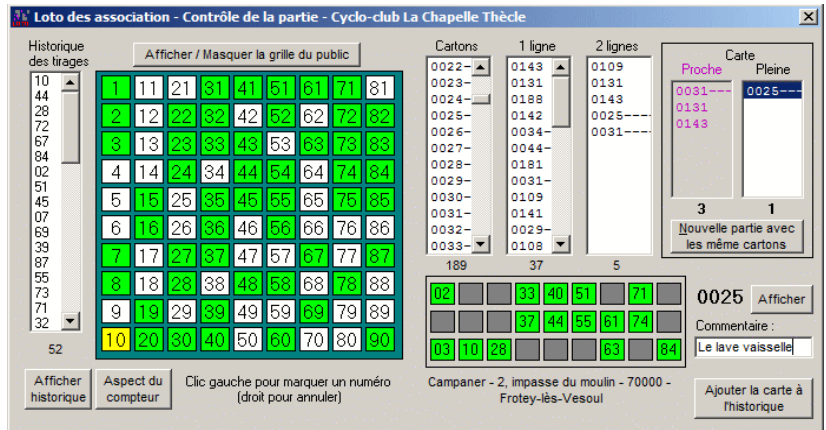 Loto des association - Contrôle de la partie - Cyclo-club La Chapelle Thècle
Historique
des tirages
10
44
28
72
67
84
02
51
45
07
69
39
87
55
73
71
32
52
Afficher / Masquer la grille du public
1 11 21 31 41 51 61 71 81
2 12 22 32 42 52 62 72 82
3 13 23 33 43 53 63 73 83
4 14 24 34 44 54 64 74 84
5 15 25 35 45 55 65 75 85
6 16 26 36 46 56 66 76 86
7 17 27 37 47 57 67 77 87
8 18 28 38 48 58 68 78 88
9 19 29 39 49 59 69 79 89
10 20 30 40 50 60 70 80 90
Afficher
historique
Aspect du
compteur
Clic gauche pour marquer un numéro
(droit pour annuler)
Cartons
0022-
0023-
0024-
0025-
0026-
0027-
0028-
0029-
0030-
0031-
0032-
0033-
189
1 ligne
0143
0131
0188
0142
0034-
0044-
0181
0031-
0109
0141
0029-
0108
37
2 lignes
0109
0131
0143
0025----
0031----
5
Carte
Proche
0031---
0131
0143
3
Pleine
0025---
1
Nouvelle partie avec
les même cartons
02 33 40 51 71
37 44 55 61 74
03 10 28 63 84
Campaner - 2, impasse du moulin - 70000 -
Frotey-lès-Vesoul
0025 Afficher
Commentaire :
Le lave vaisselle
Ajouter la carte à
l'historique